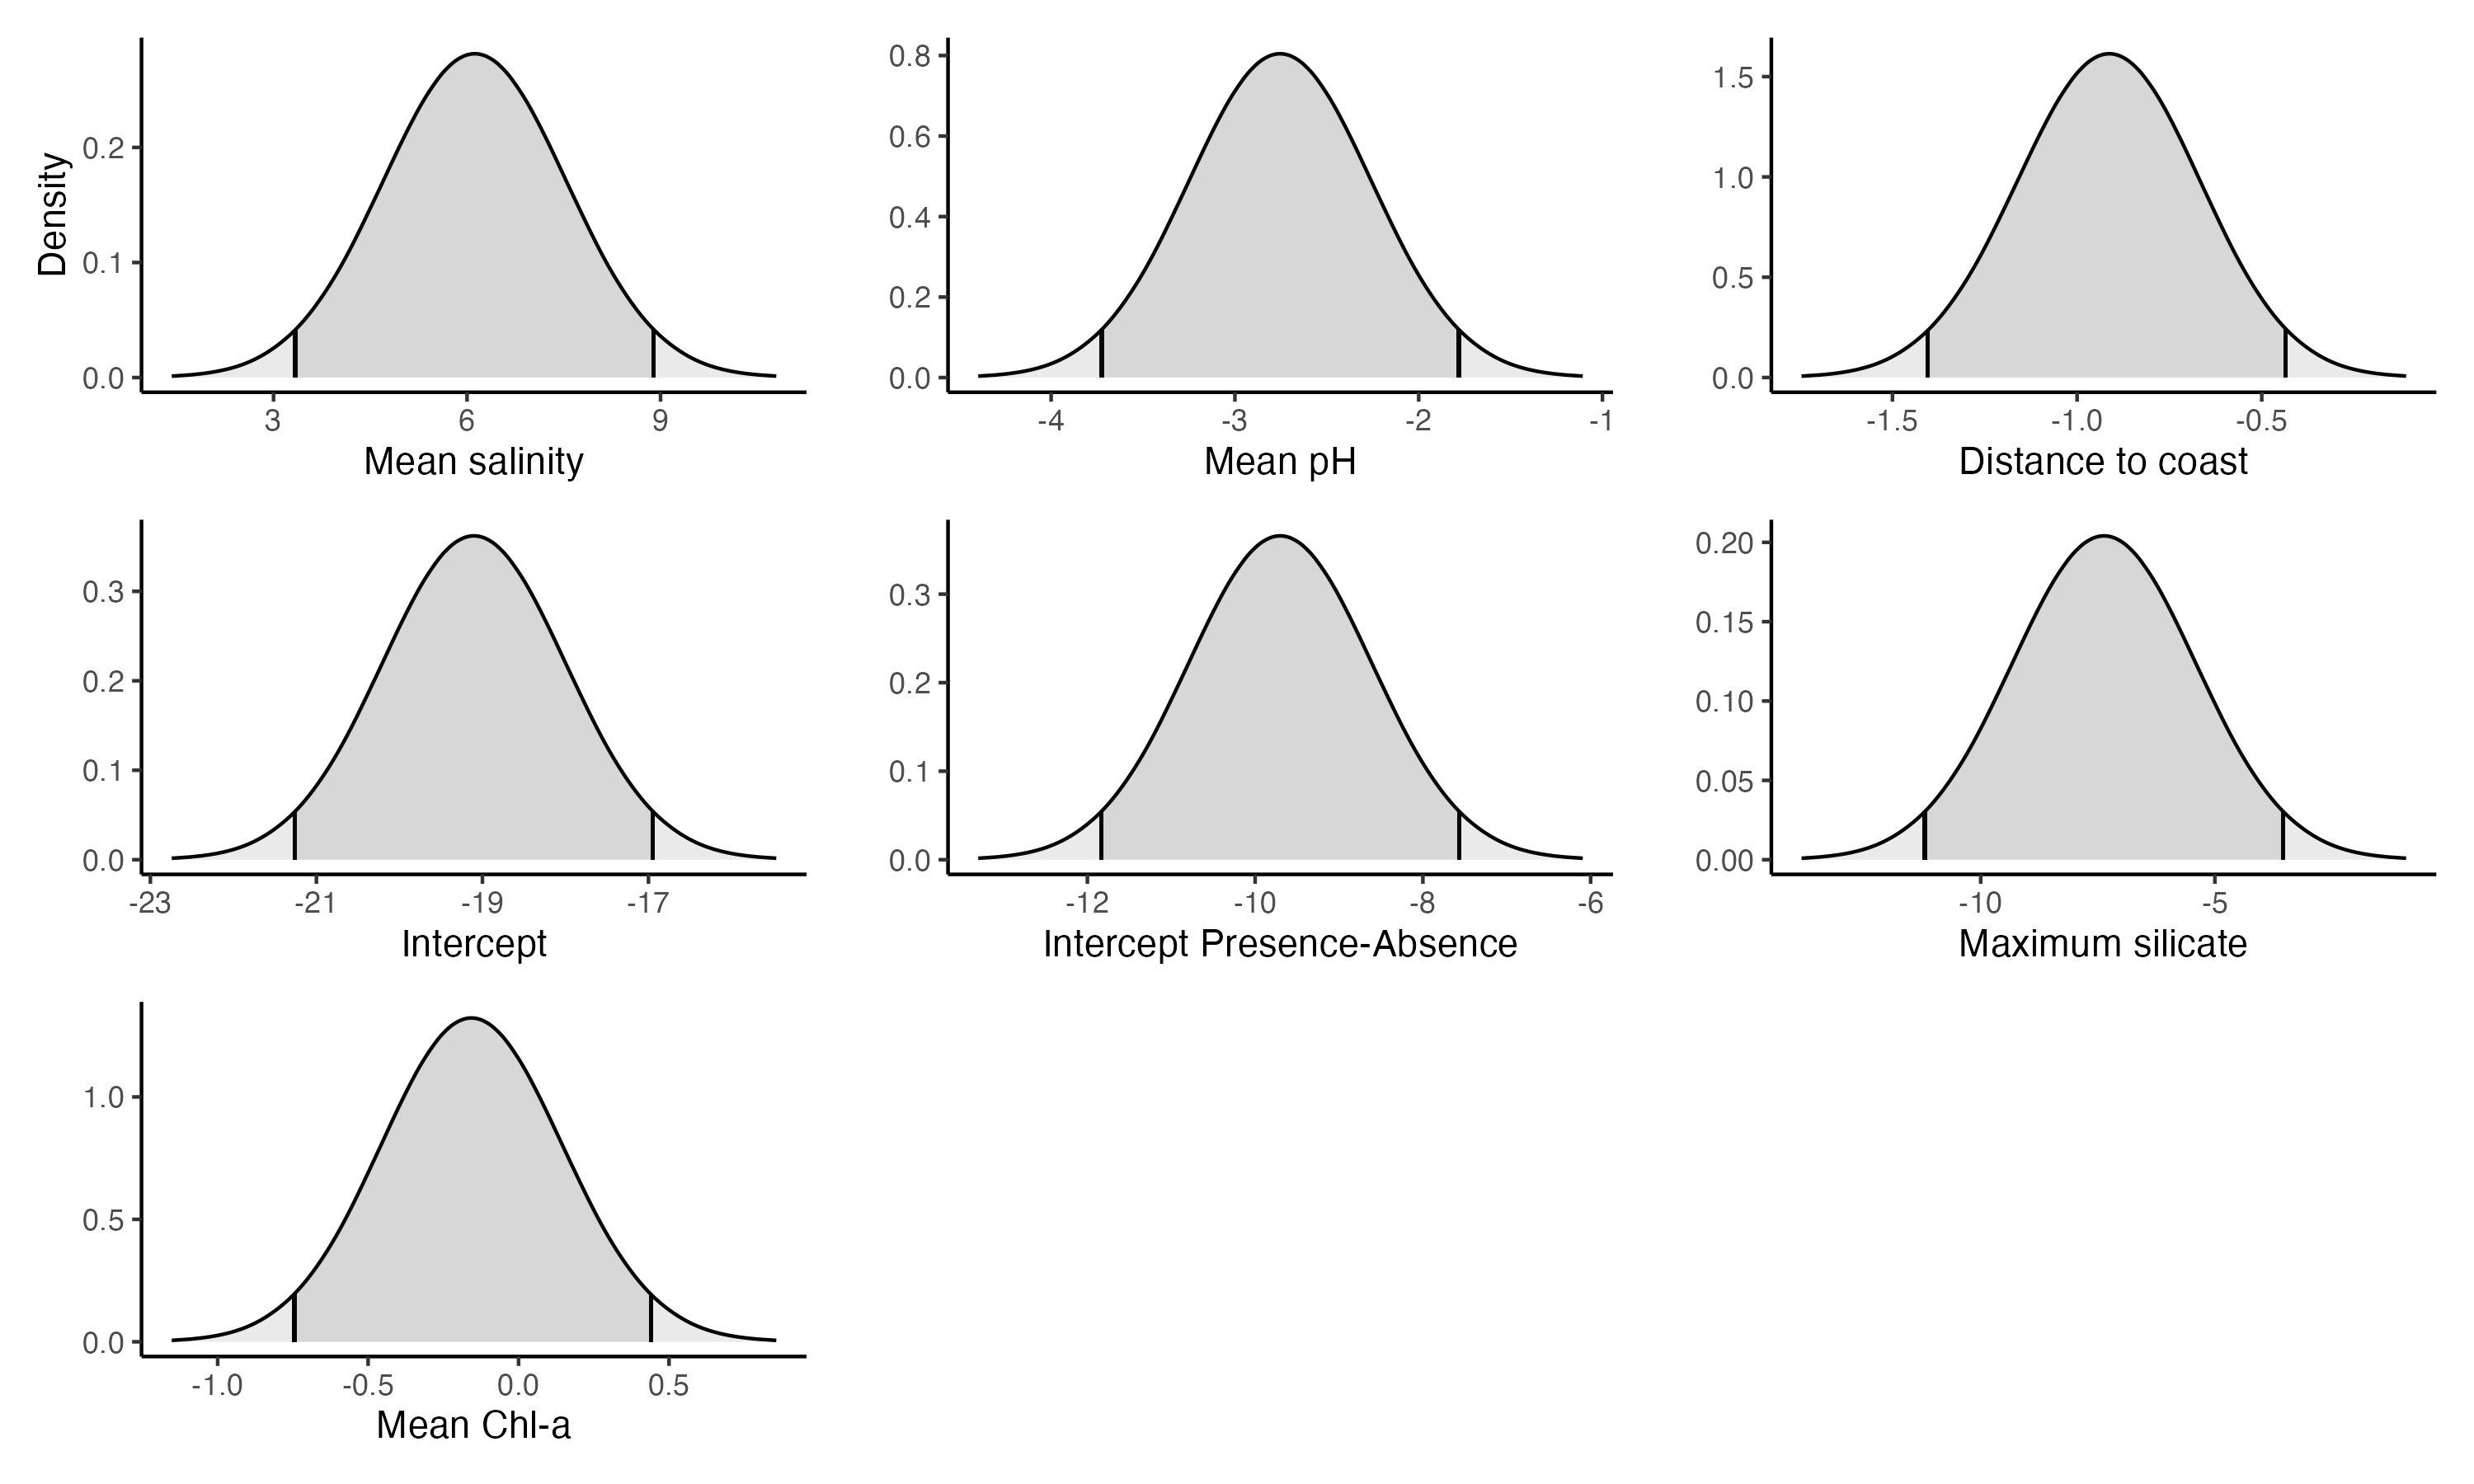 Density
0.2
0.1
0.0
3 6 9
Mean salinity
0.8
0.6
0.4
0.2
0.0
-4 -3 -2 -1
Mean pH
1.5
1.0
0.5
0.0
-1.5 -1.0 -0.5
Distance to coast
0.3
0.2
0.1
0.0
-23 -21 -19 -17
Intercept
0.3
0.2
0.1
0.0
-12 -10 -8 -6
Intercept Presence-Absence
0.20
0.15
0.10
0.05
0.00
-10 -5
Maximum silicate
1.0
0.5
0.0
-1.0 -0.5 0.0 0.5
Mean Chl-a